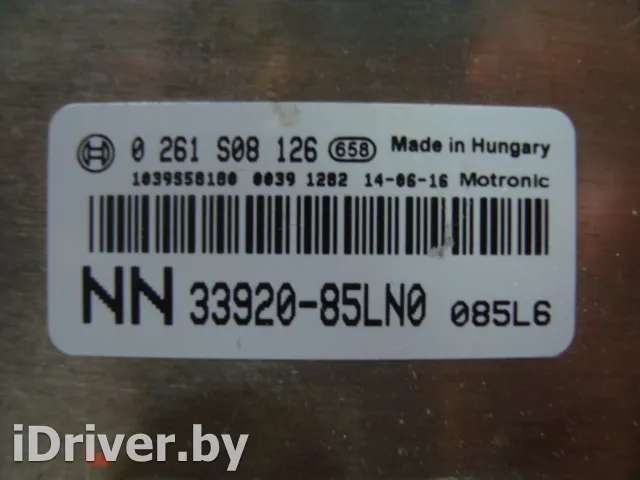 0 261 S08 126 658 Made in Hungary
1039S58180 0039 1282 14-06-16 Motronic
NN 33920-85LN0 085L6
iDriver.by